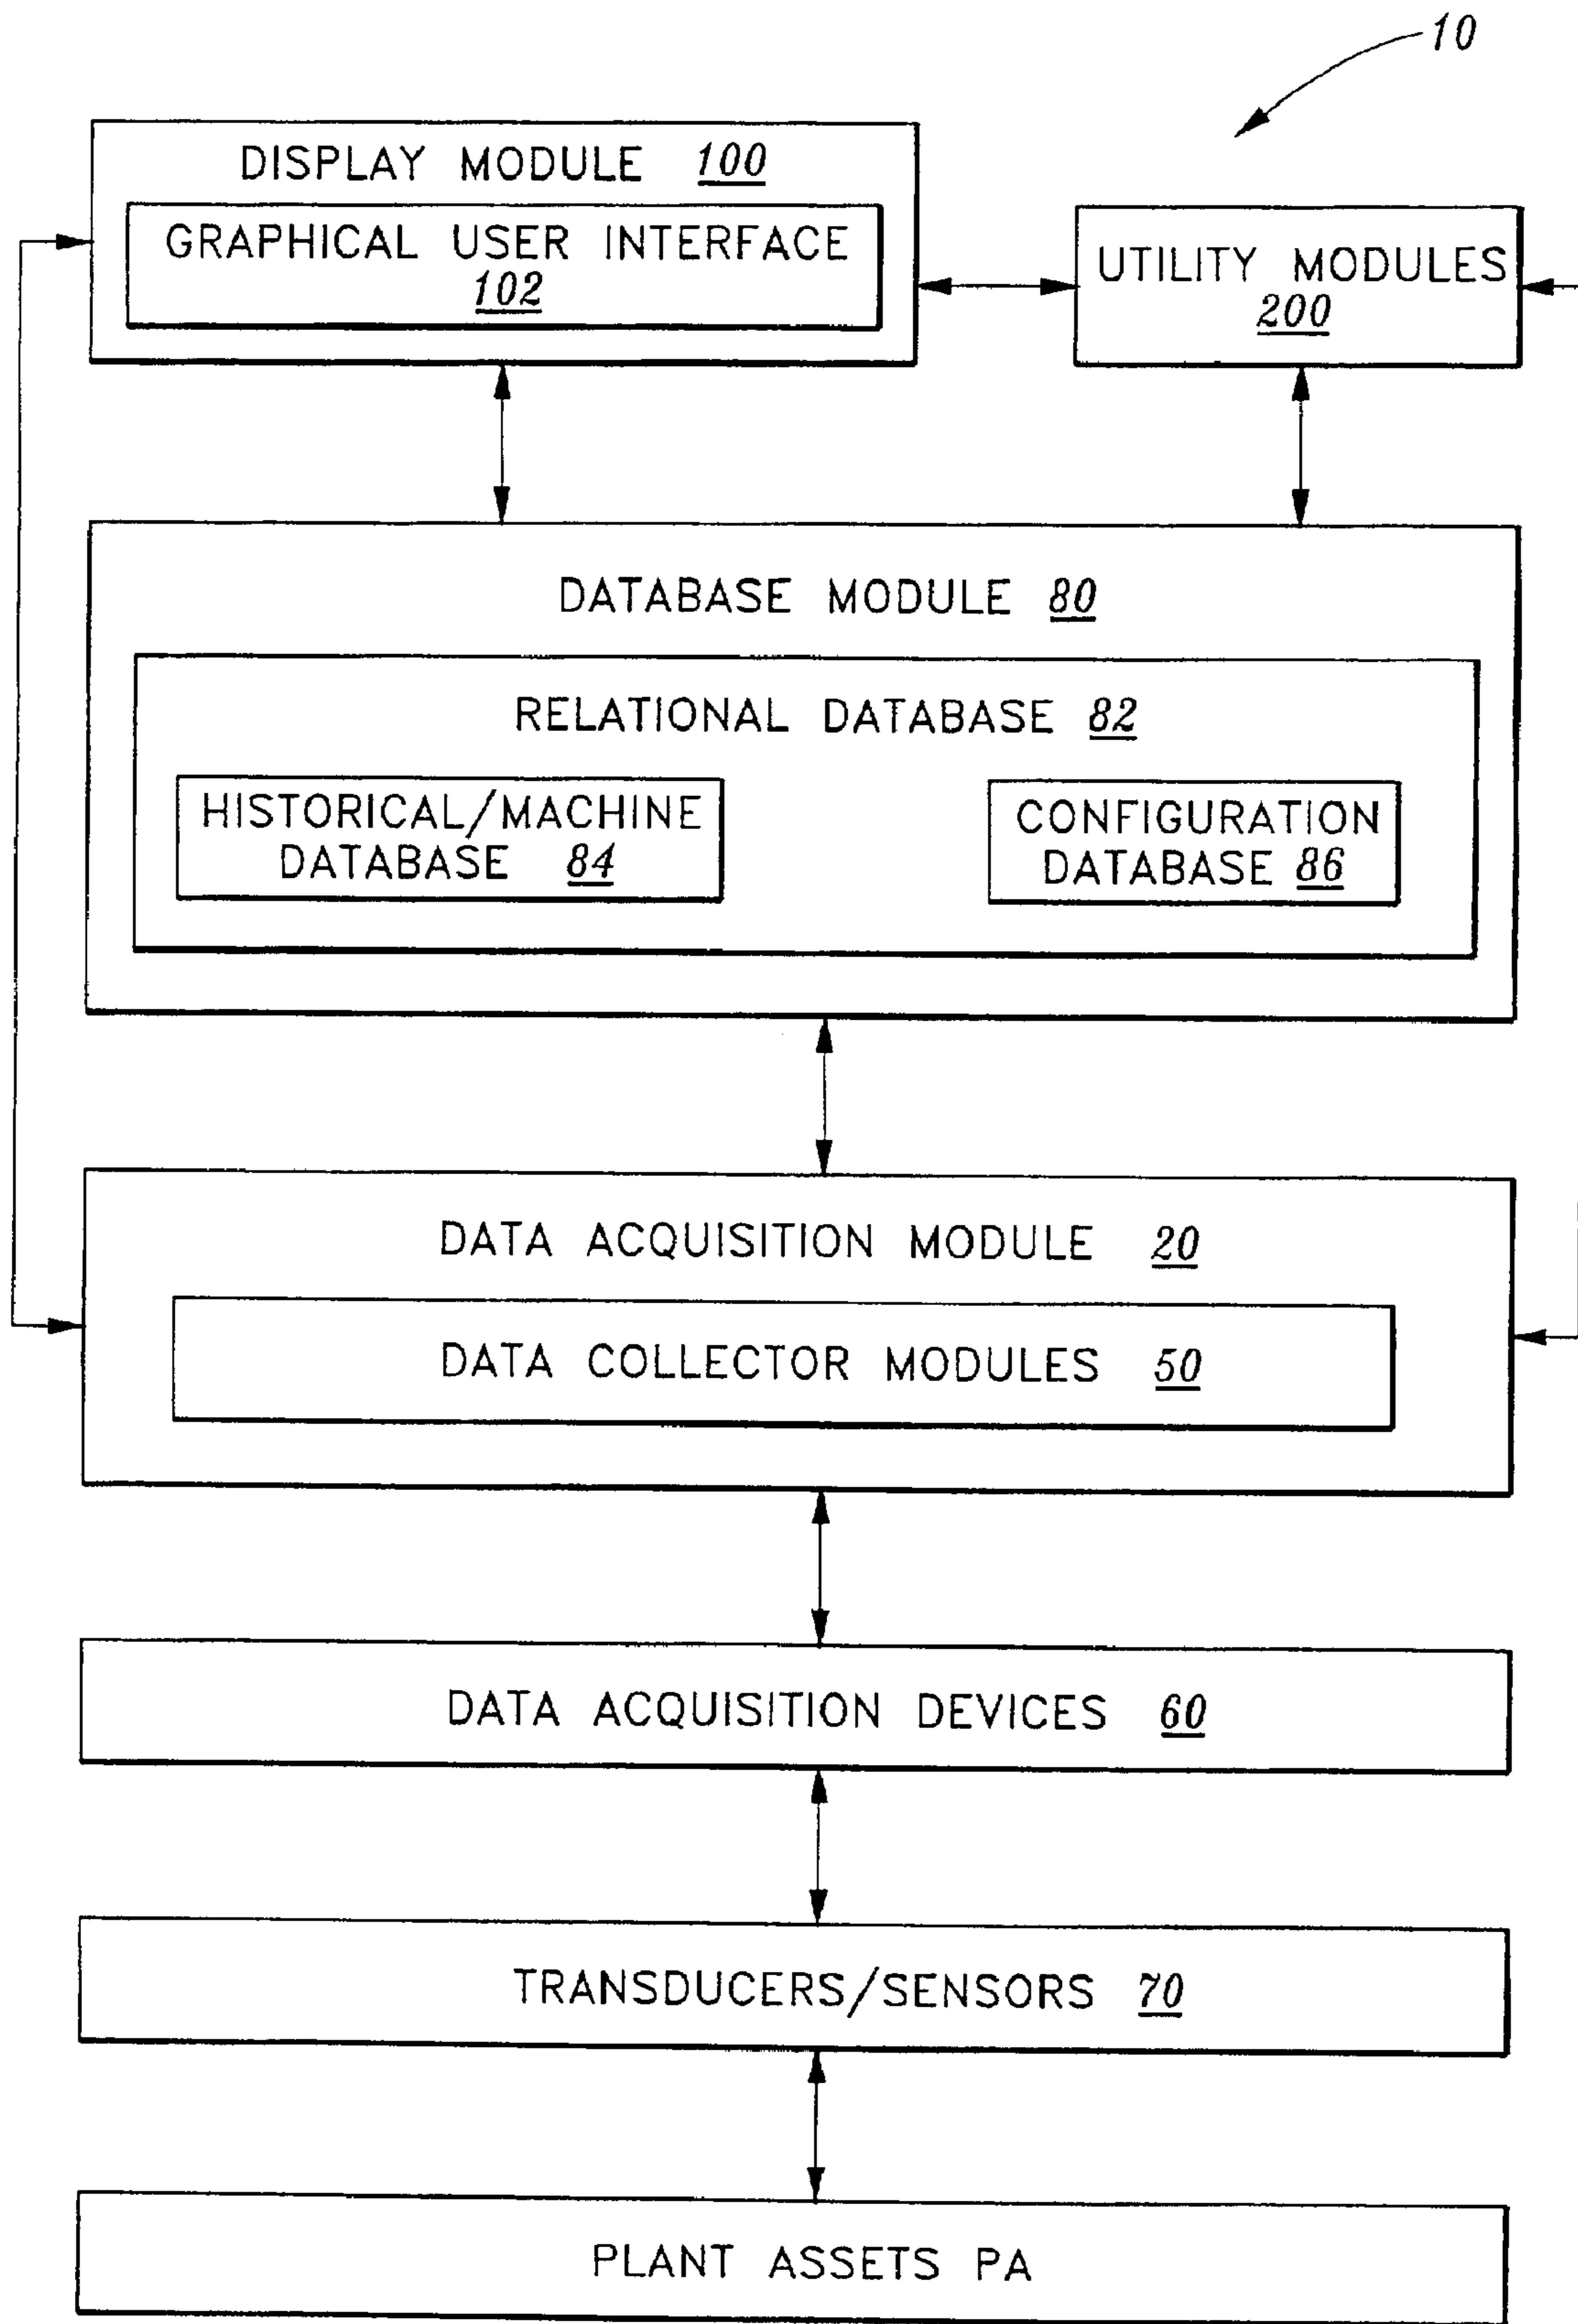 10
DISPLAY MODULE 100
GRAPHICAL USER INTERFACE
102
UTILITY MODULES
200
DATABASE MODULE 80
RELATIONAL DATABASE 82
HISTORICAL/MACHINE
DATABASE 84
CONFIGURATION
DATABASE 86
DATA ACQUISITION MODULE 20
DATA COLLECTOR MODULES 50
DATA ACQUISITION DEVICES 60
TRANSDUCERS/SENSORS 70
PLANT ASSETS PA